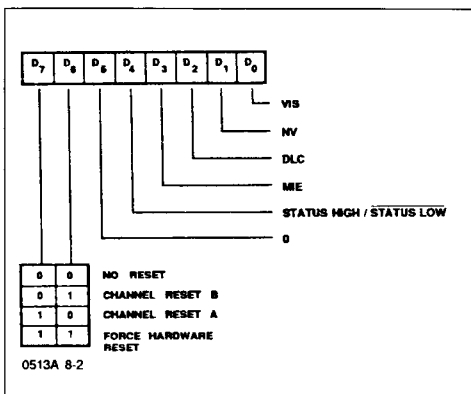 D7 D6 D5 D4 D3 D2 D1 D0
VIS
NV
DLC
MIE
STATUS HIGH / STATUS LOW
0
0 0 NO RESET
0 1 CHANNEL RESET B
1 0 CHANNEL RESET A
1 1 FORCE HARDWARE
RESET
0513A 8-2